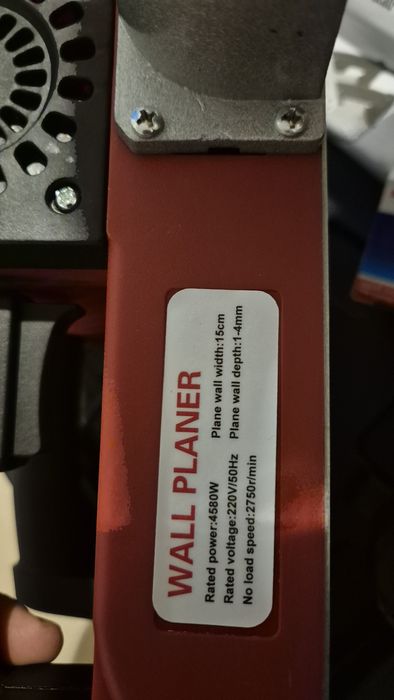 WALL PLANER
Rated power:4580W Plane wall width:15cm
Rated voltage:220V/50Hz Plane wall depth:1-4mm
No load speed:2750r/min